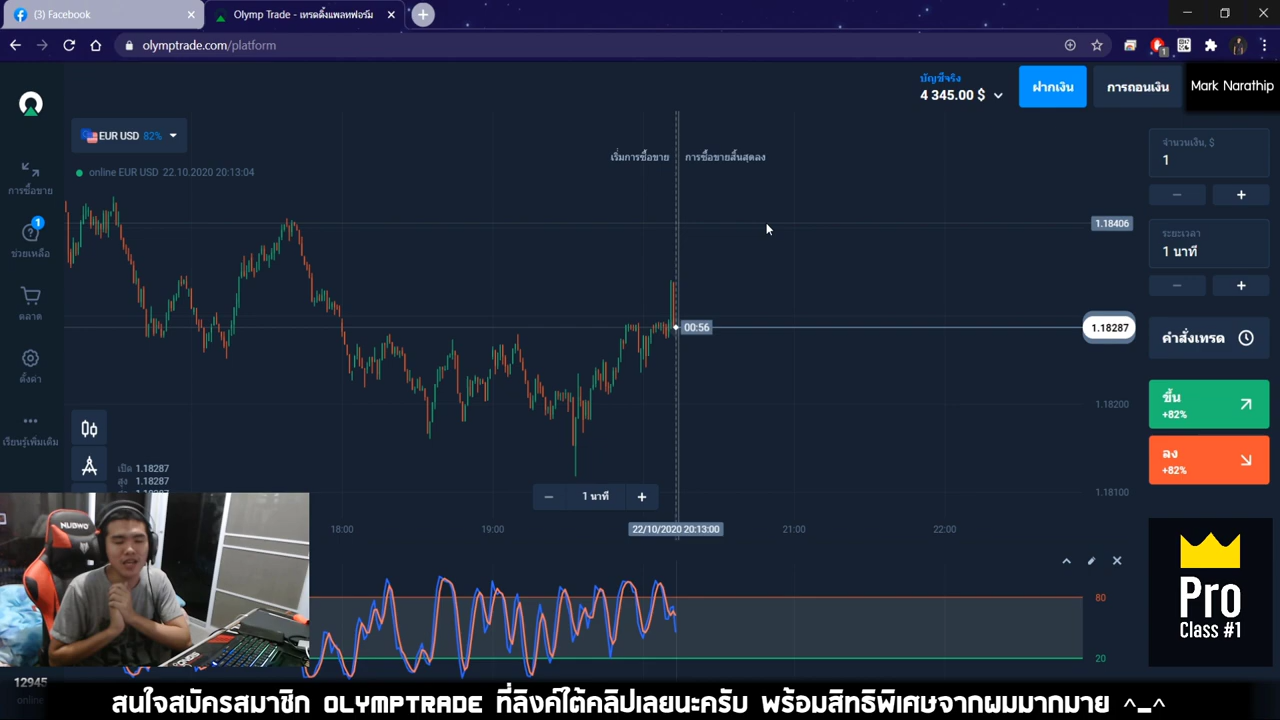 (3) Facebook
Olymp Trade - เทรดดิ้งแพลทฟอร์ม
olymptrade.com/platform
1
บัญชีจริง
4 345.00 $
ฝากเงิน
การถอนเงิน
Mark Narathip
EUR USD 82%
online EUR USD 22.10.2020 20:13:04
เริ่มการซื้อขาย
การซื้อขายสิ้นสุดลง
การซื้อขาย
1
ช่วยเหลือ
ตลาด
ตั้งค่า
เรียนรู้เพิ่มเติม
1.18406
00:56
1.18287
1.18200
1.18100
จำนวนเงิน, $
1
ระยะเวลา
1 นาที
คำสั่งเทรด
ขึ้น
+82%
ลง
+82%
เปิด 1.18287
สูง 1.18287
1 นาที
18:00
19:00
22/10/2020 20:13:00
21:00
22:00
80
20
NUBWO
Pro
Class #1
12945
online
สนใจสมัครสมาชิก OLYMPTRADE ที่ลิงค์ใต้คลิปเลยนะครับ พร้อมสิทธิพิเศษจากผมมากมาย ^_^